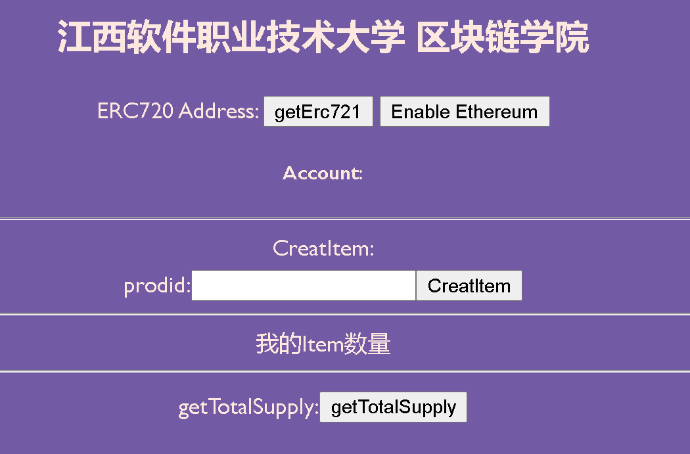 江西软件职业技术大学 区块链学院
ERC720 Address: getErc721 Enable Ethereum
Account:
CreatItem:
prodid: CreatItem
我的Item数量
getTotalSupply: getTotalSupply